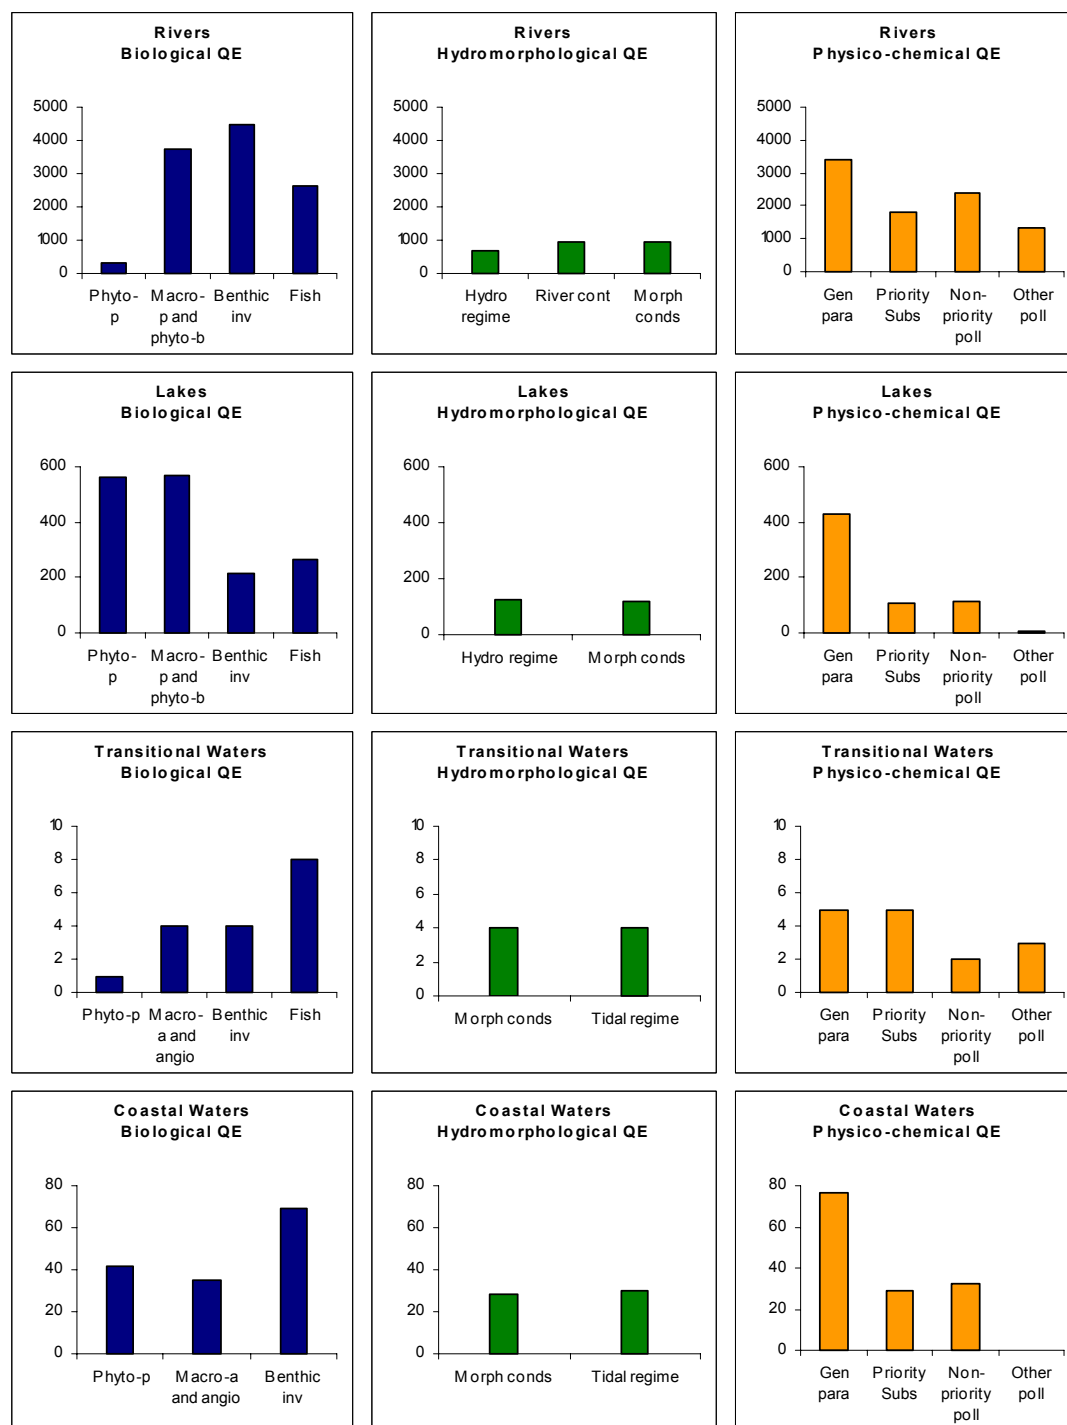 Rivers
Biological QE
5000
4000
3000
2000
1000
0
Phyto-
p
Macro-
p and
phyto-b
Benthic
inv
Fish
Rivers
Hydromorphological QE
5000
4000
3000
2000
1000
0
Hydro
regime
River cont
Morph
conds
Rivers
Physico-chemical QE
5000
4000
3000
2000
1000
0
Gen
para
Priority
Subs
Non-
priority
poll
Other
poll
Lakes
Biological QE
600
400
200
0
Phyto-
p
Macro-
p and
phyto-b
Benthic
inv
Fish
Lakes
Hydromorphological QE
600
400
200
0
Hydro regime
Morph conds
Lakes
Physico-chemical QE
600
400
200
0
Gen
para
Priority
Subs
Non-
priority
poll
Other
poll
Transitional Waters
Biological QE
10
8
6
4
2
0
Phyto-p
Macro-
a and
angio
Benthic
inv
Fish
Transitional Waters
Hydromorphological QE
10
8
6
4
2
0
Morph conds
Tidal regime
Transitional Waters
Physico-chemical QE
10
8
6
4
2
0
Gen
para
Priority
Subs
Non-
priority
poll
Other
poll
Coastal Waters
Biological QE
80
60
40
20
0
Phyto-p
Macro-a
and angio
Benthic
inv
Coastal Waters
Hydromorphological QE
80
60
40
20
0
Morph conds
Tidal regime
Coastal Waters
Physico-chemical QE
80
60
40
20
0
Gen
para
Priority
Subs
Non-
priority
poll
Other
poll